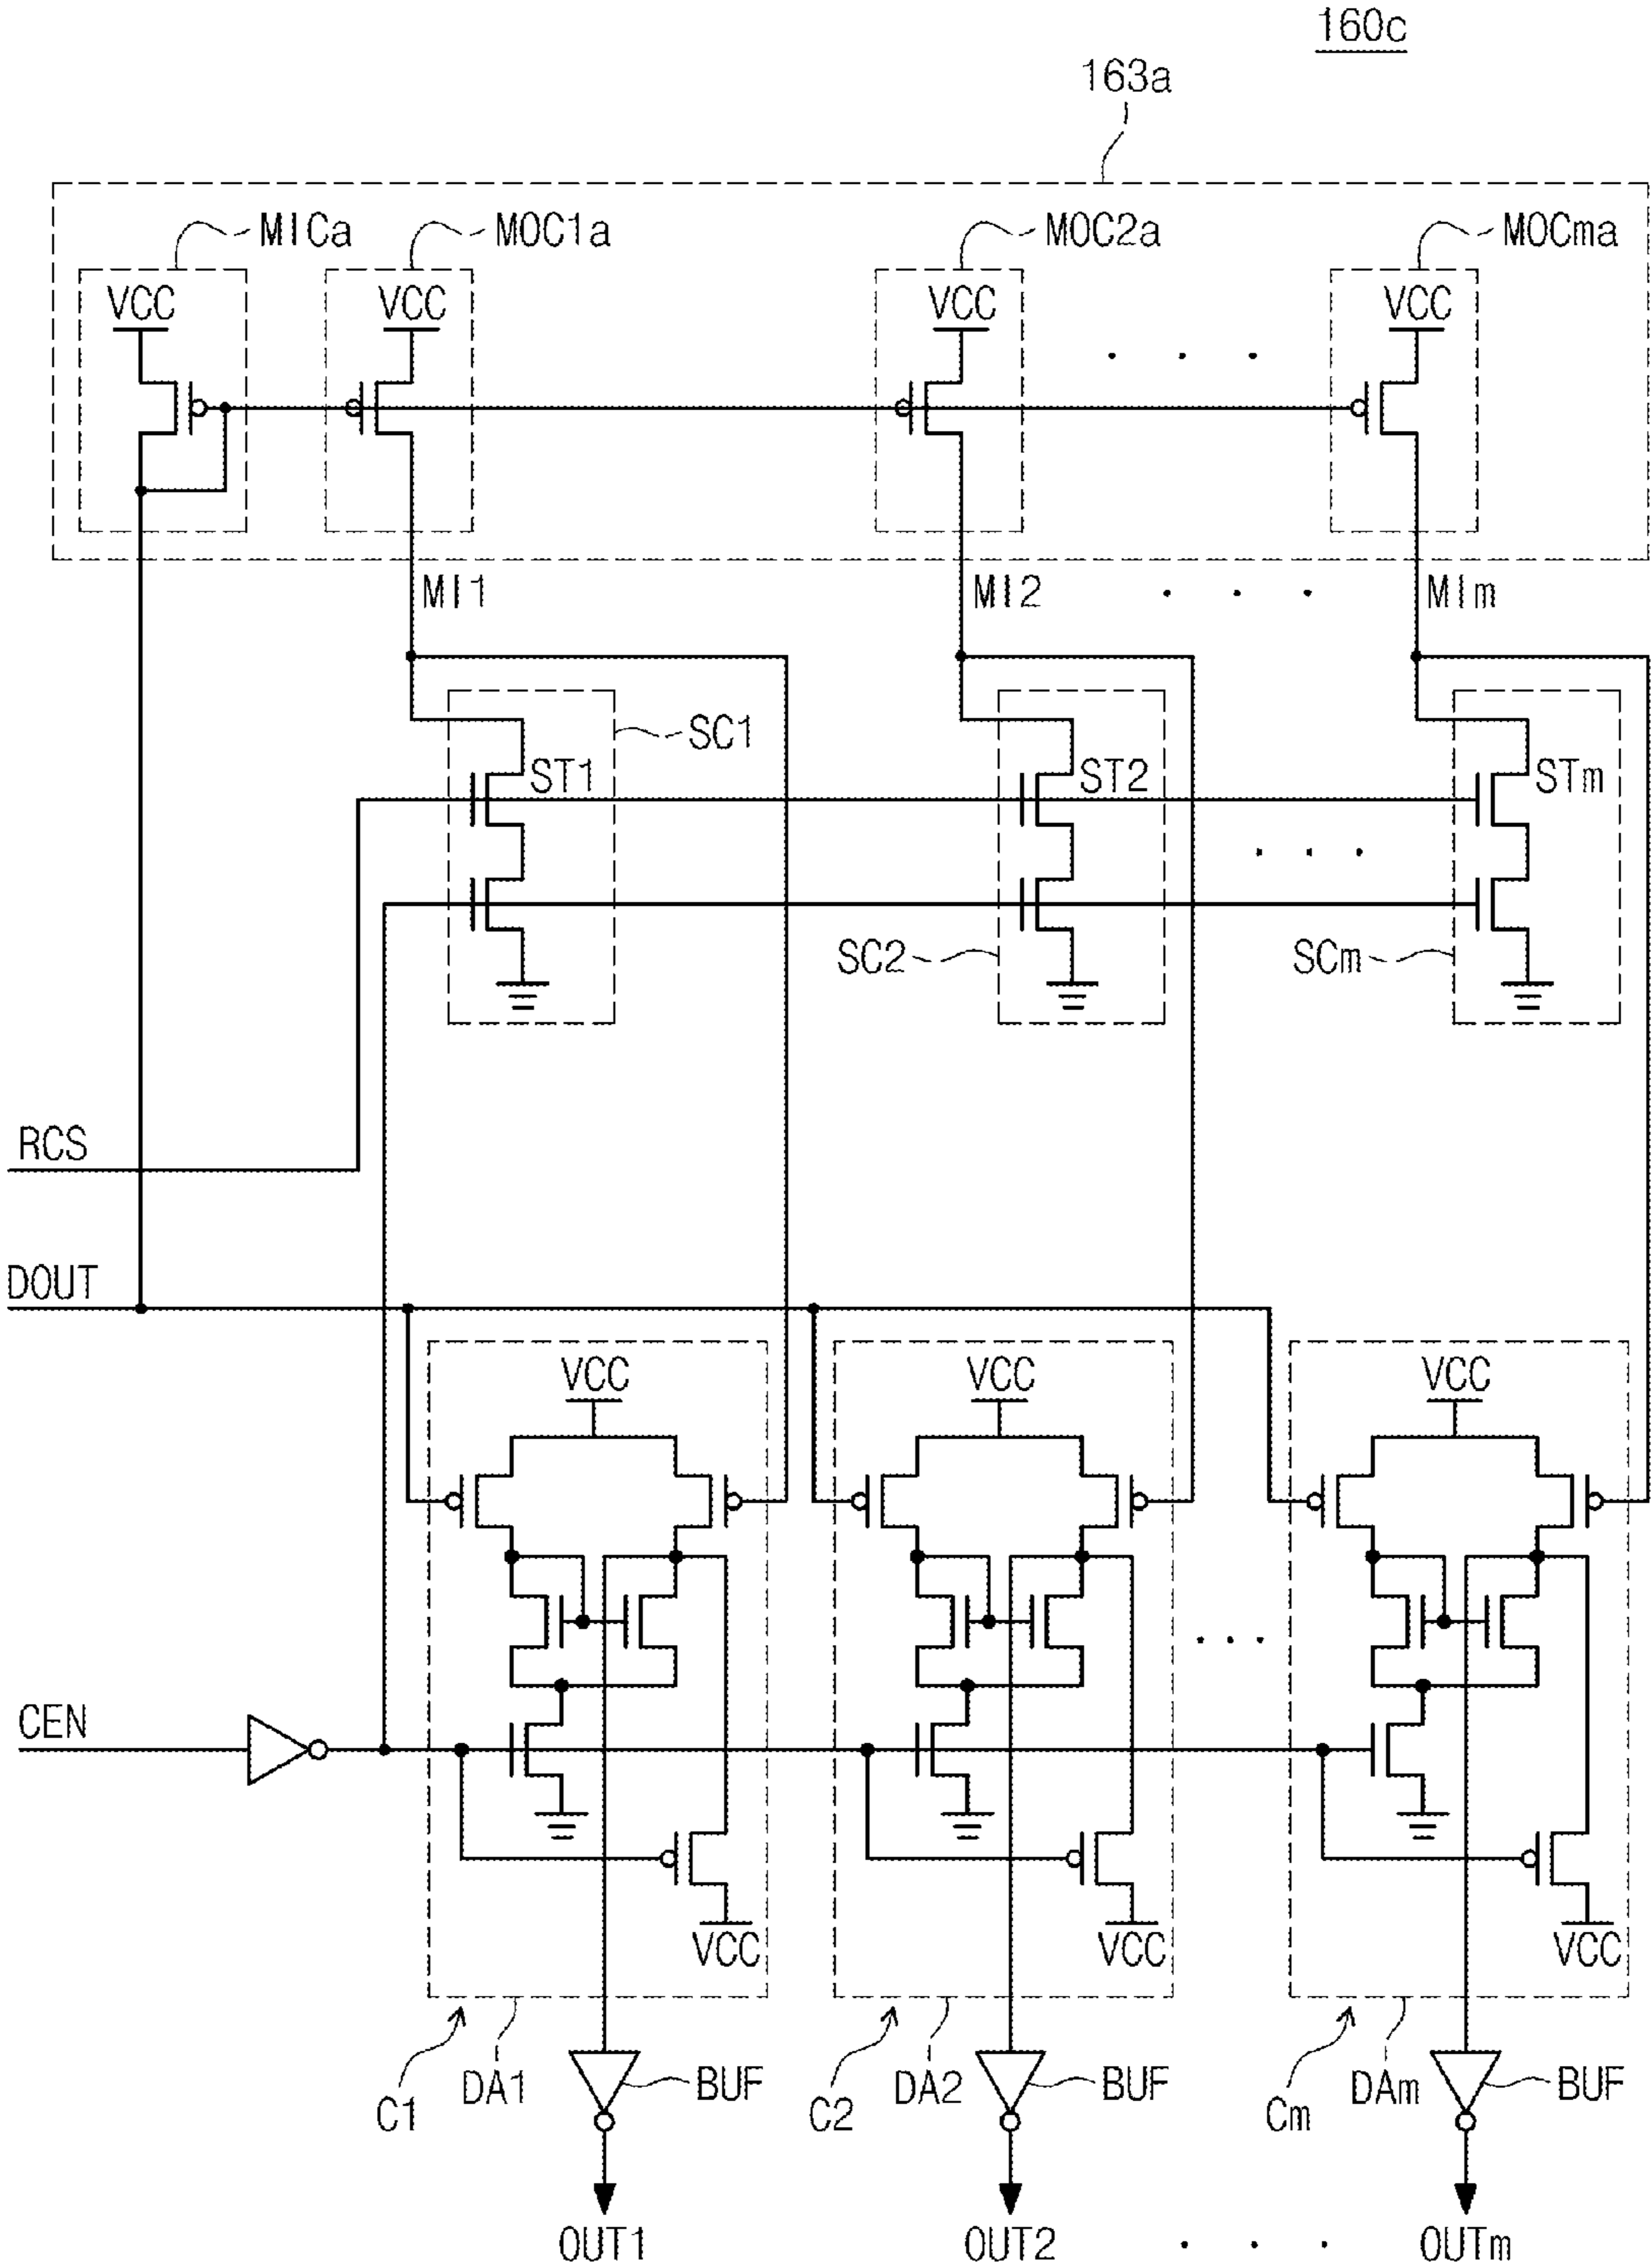 160c
163a
MICa
MOC1a
MOC2a
MOCma
VCC
VCC
VCC
VCC
. . .
MI1
MI2
. . .
MIm
SC1
ST1
ST2
STm
. . .
SC2
SCm
RCS
DOUT
VCC
VCC
VCC
...
CEN
VCC
VCC
VCC
C1
DA1
BUF
C2
DA2
BUF
Cm
DAm
BUF
OUT1
OUT2
. . .
OUTm